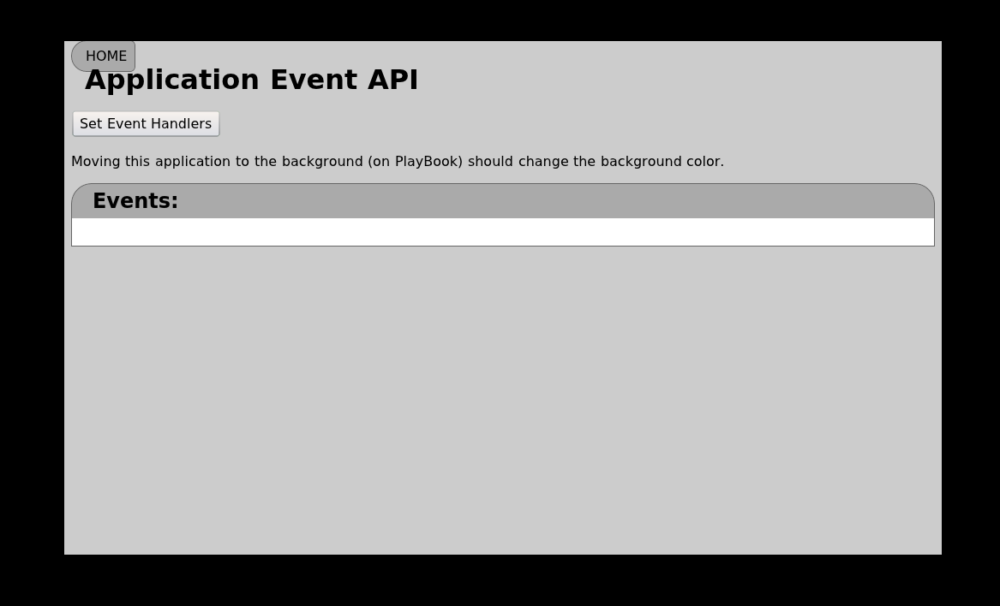 HOME
Application Event API
Set Event Handlers
Moving this application to the background (on PlayBook) should change the background color.
Events: